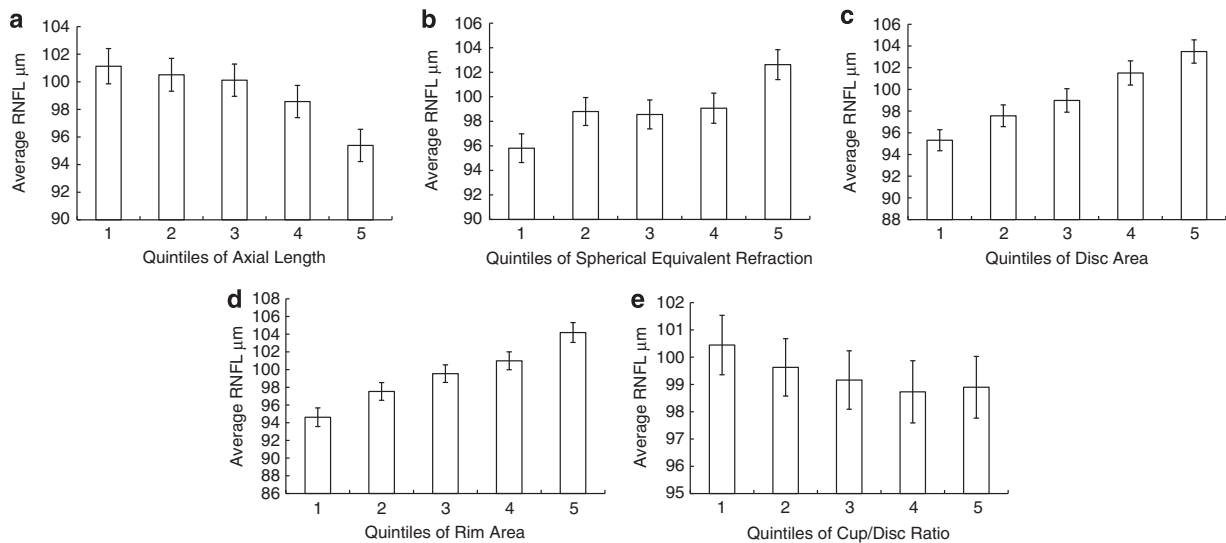 a
104
102
100
98
96
94
92
90
Average RNFL μm
1 2 3 4 5
Quintiles of Axial Length
b
106
104
102
100
98
96
94
92
90
Average RNFL μm
1 2 3 4 5
Quintiles of Spherical Equivalent Refraction
c
106
104
102
100
98
96
94
92
90
88
Average RNFL μm
1 2 3 4 5
Quintiles of Disc Area
d
108
106
104
102
100
98
96
94
92
90
88
86
Average RNFL μm
1 2 3 4 5
Quintiles of Rim Area
e
102
101
100
99
98
97
96
95
Average RNFL μm
1 2 3 4 5
Quintiles of Cup/Disc Ratio